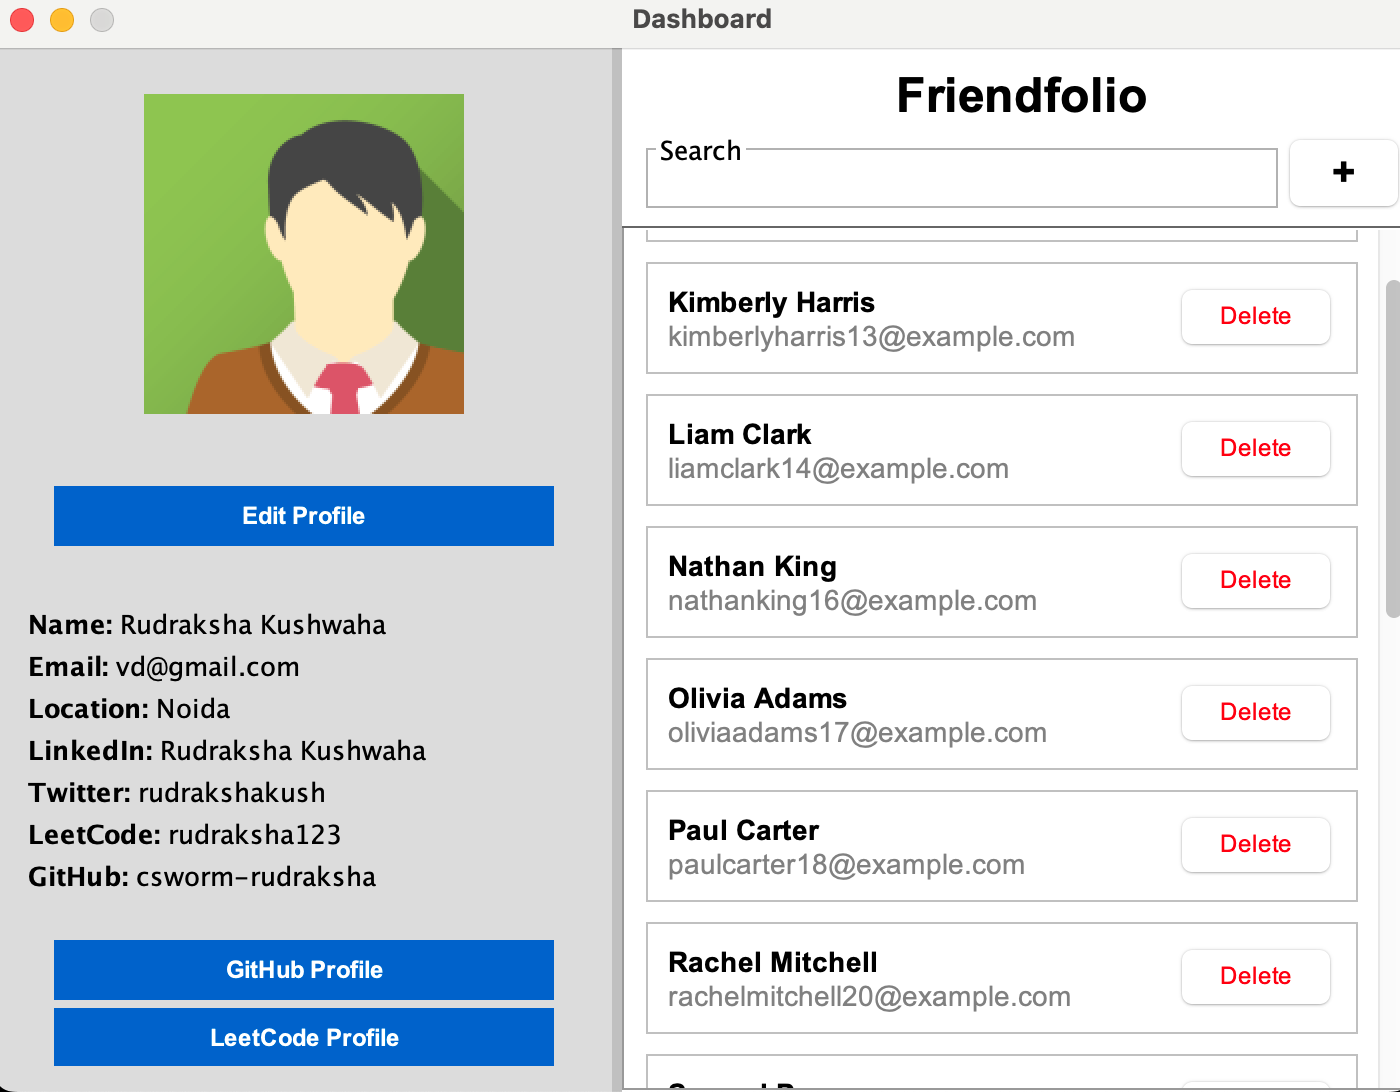 Dashboard
Edit Profile
Name: Rudraksha Kushwaha
Email: vd@gmail.com
Location: Noida
LinkedIn: Rudraksha Kushwaha
Twitter: rudrakshakush
LeetCode: rudraksha123
GitHub: csworm-rudraksha
GitHub Profile
LeetCode Profile
Friendfolio
Search
+
Kimberly Harris
kimberlyharris13@example.com
Delete
Liam Clark
liamclark14@example.com
Delete
Nathan King
nathanking16@example.com
Delete
Olivia Adams
oliviaadams17@example.com
Delete
Paul Carter
paulcarter18@example.com
Delete
Rachel Mitchell
rachelmitchell20@example.com
Delete